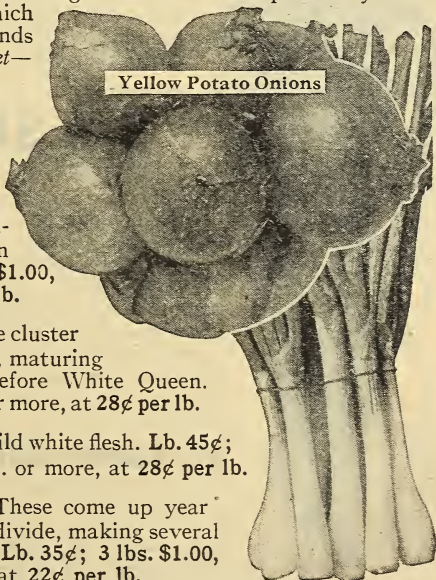 which
nds
et—
Yellow Potato Onions
-
n
$1.00,
b.
e cluster
, maturing
efore White Queen.
r more, at 28¢ per lb.
ild white flesh. Lb. 45¢;
. or more, at 28¢ per lb.
These come up year
divide, making several
Lb. 35¢; 3 lbs. $1.00,
at 22¢ per lb.